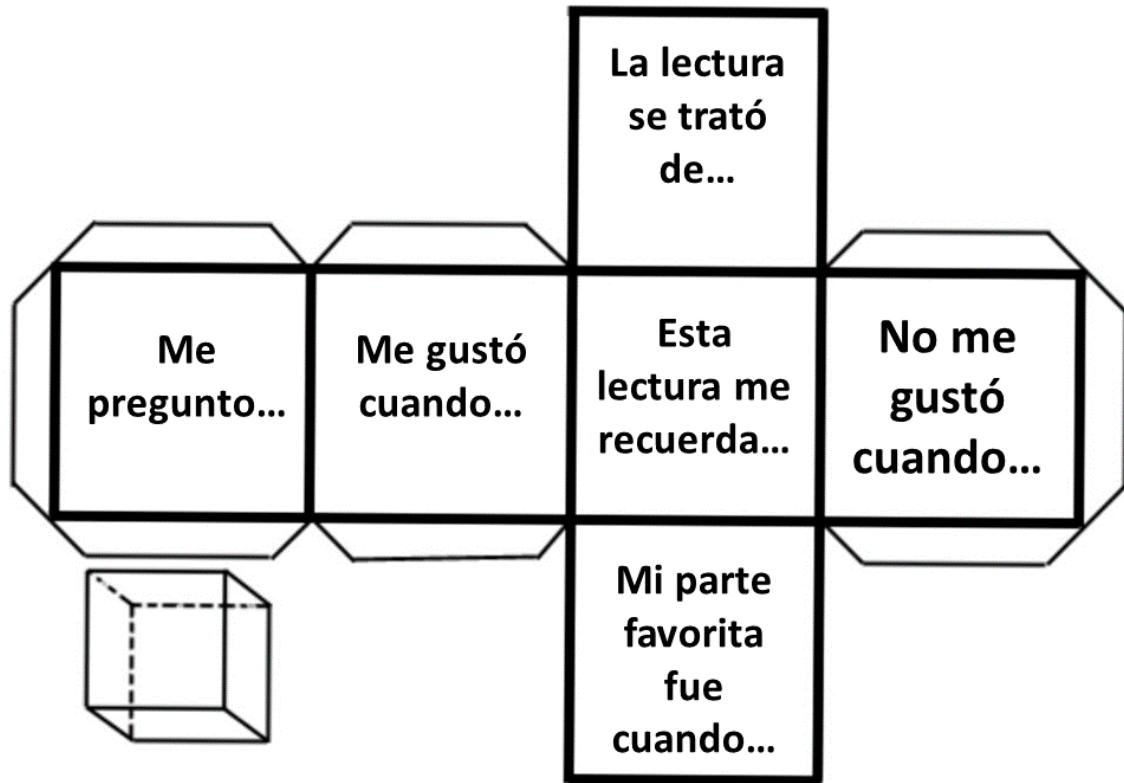 La lectura
se trató
de...
Me
pregunto...
Me gustó
cuando...
Esta
lectura me
recuerda...
No me
gustó
cuando...
Mi parte
favorita
fue
cuando...